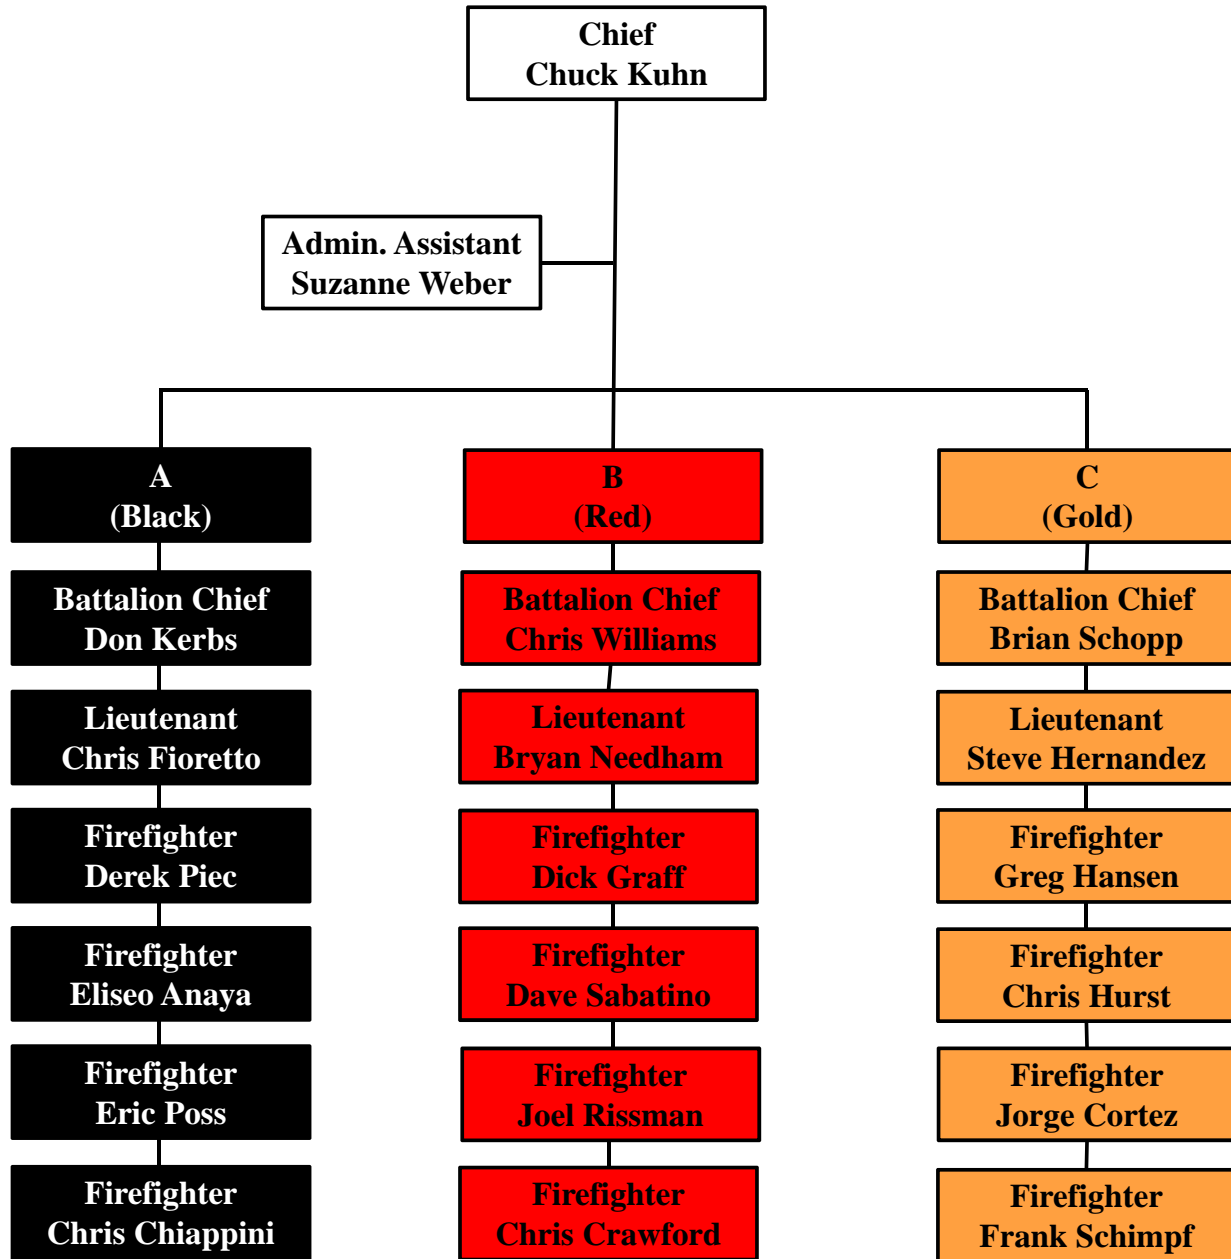 Chief
Chuck Kuhn
Admin. Assistant
Suzanne Weber
A
(Black)
Battalion Chief
Don Kerbs
Lieutenant
Chris Fioretto
Firefighter
Derek Piec
Firefighter
Eliseo Anaya
Firefighter
Eric Poss
Firefighter
Chris Chiappini
B
(Red)
Battalion Chief
Chris Williams
Lieutenant
Bryan Needham
Firefighter
Dick Graff
Firefighter
Dave Sabatino
Firefighter
Joel Rissman
Firefighter
Chris Crawford
C
(Gold)
Battalion Chief
Brian Schopp
Lieutenant
Steve Hernandez
Firefighter
Greg Hansen
Firefighter
Chris Hurst
Firefighter
Jorge Cortez
Firefighter
Frank Schimpf